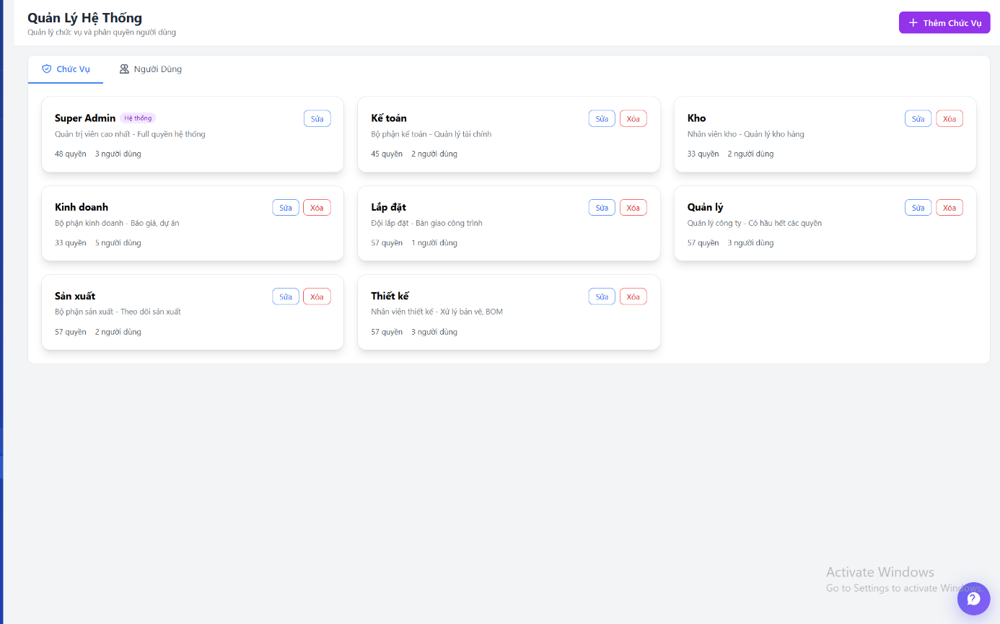 Quản Lý Hệ Thống
Quản lý chức vụ và phân quyền người dùng
Thêm Chức Vụ
Chức Vụ
Người Dùng
Super Admin Hệ thống
Sửa
Quản trị viên cao nhất - Full quyền hệ thống
48 quyền 3 người dùng
Kế toán
Sửa Xóa
Bộ phận kế toán - Quản lý tài chính
45 quyền 2 người dùng
Kho
Sửa Xóa
Nhân viên kho - Quản lý kho hàng
33 quyền 2 người dùng
Kinh doanh
Sửa Xóa
Bộ phận kinh doanh - Báo giá, dự án
33 quyền 5 người dùng
Lắp đặt
Sửa Xóa
Đội lắp đặt - Bàn giao công trình
57 quyền 1 người dùng
Quản lý
Sửa Xóa
Quản lý công ty - Có hầu hết các quyền
57 quyền 3 người dùng
Sản xuất
Sửa Xóa
Bộ phận sản xuất - Theo dõi sản xuất
57 quyền 2 người dùng
Thiết kế
Sửa Xóa
Nhân viên thiết kế - Xử lý bản vẽ, BOM
57 quyền 3 người dùng
Activate Windows
Go to Settings to activate Windows.